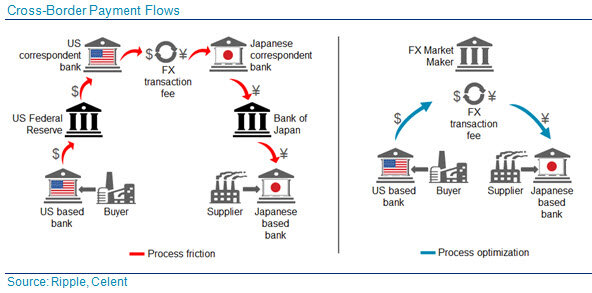 Cross-Border Payment Flows
US
correspondent
bank
$
FX
transaction
fee
¥
Japanese
correspondent
bank
$
¥
US Federal
Reserve
Bank of
Japan
$
¥
US based
bank
Buyer
Supplier
Japanese
based
bank
Process friction
FX Market
Maker
$
$
¥
FX
transaction
fee
¥
US based
bank
Buyer
Supplier
Japanese
based
bank
Process optimization
Source: Ripple, Celent